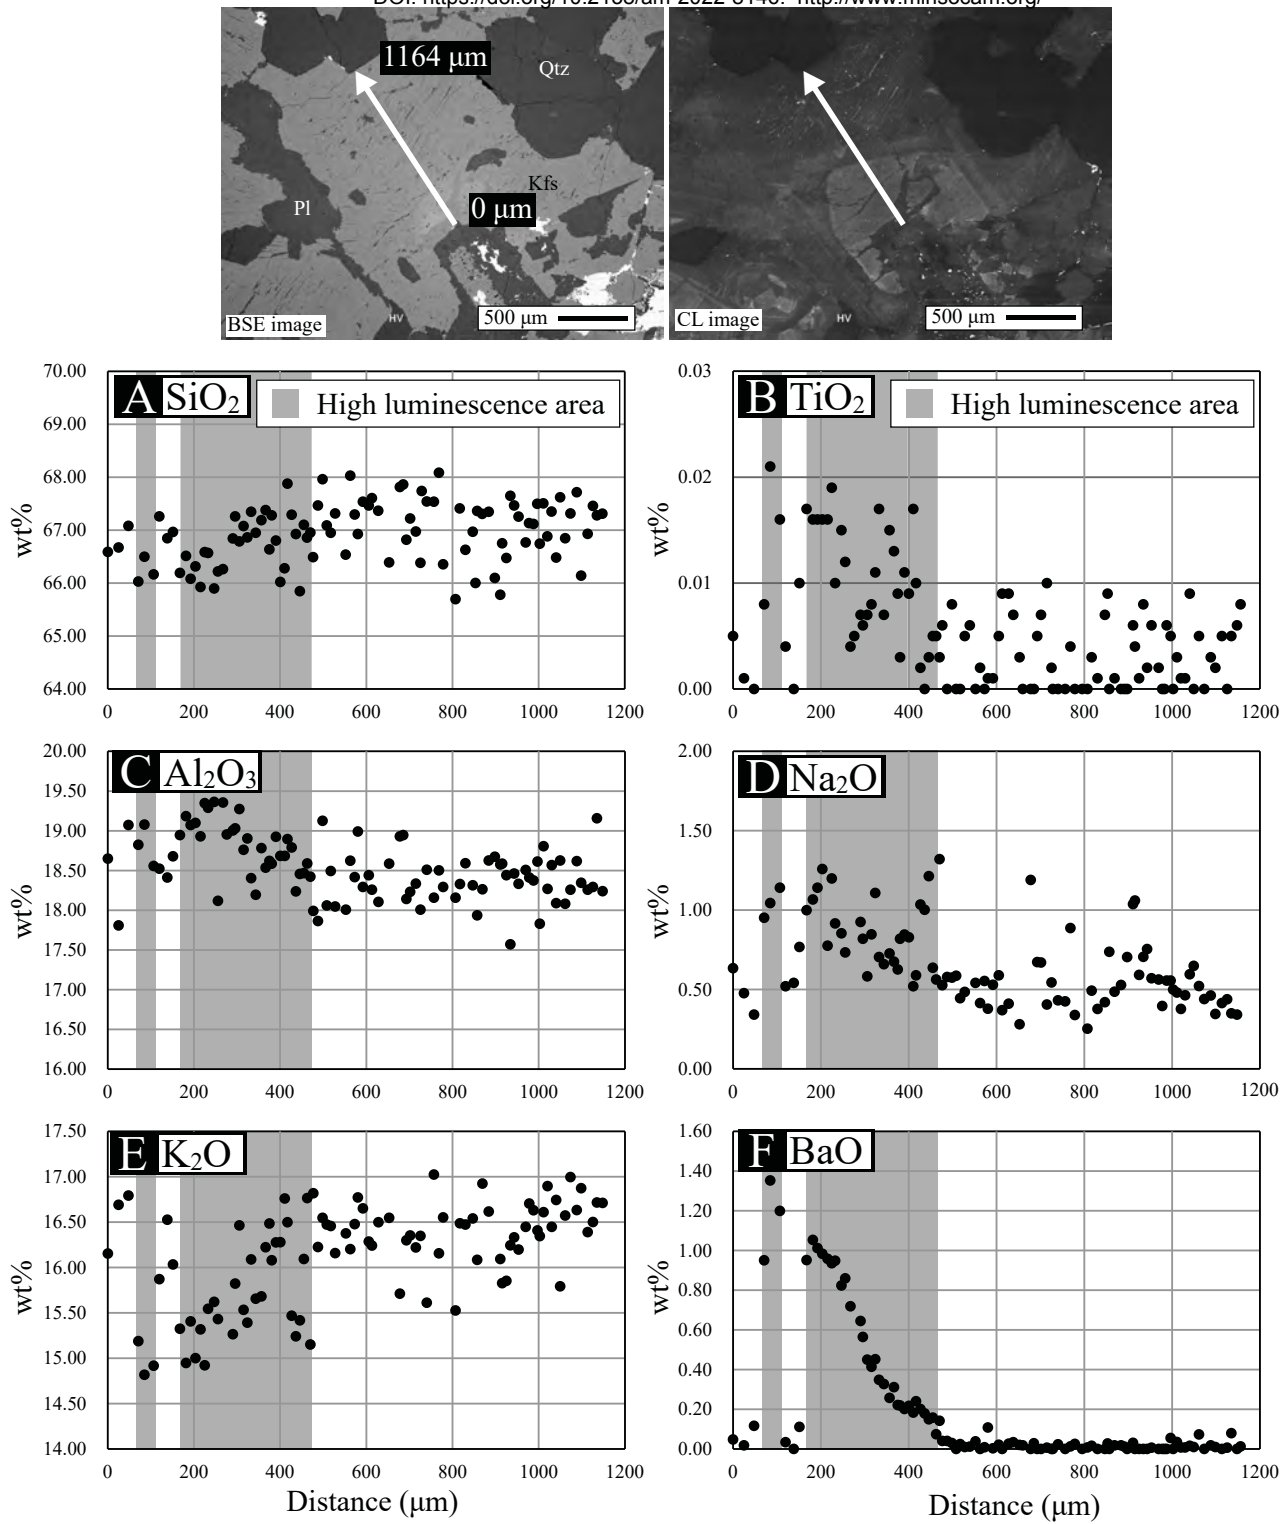 1164 μm
Qtz
Kfs
0 μm
Pl
HV
BSE image
500 μm
HV
CL image
500 μm
A SiO₂
High luminescence area
wt%
70.00
69.00
68.00
67.00
66.00
65.00
64.00
0 200 400 600 800 1000 1200
B TiO₂
High luminescence area
wt%
0.03
0.02
0.01
0.00
0 200 400 600 800 1000 1200
C Al₂O₃
wt%
20.00
19.50
19.00
18.50
18.00
17.50
17.00
16.50
16.00
0 200 400 600 800 1000 1200
D Na₂O
wt%
2.00
1.50
1.00
0.50
0.00
0 200 400 600 800 1000 1200
E K₂O
wt%
17.50
17.00
16.50
16.00
15.50
15.00
14.50
14.00
0 200 400 600 800 1000 1200
Distance (μm)
F BaO
wt%
1.60
1.40
1.20
1.00
0.80
0.60
0.40
0.20
0.00
0 200 400 600 800 1000 1200
Distance (μm)